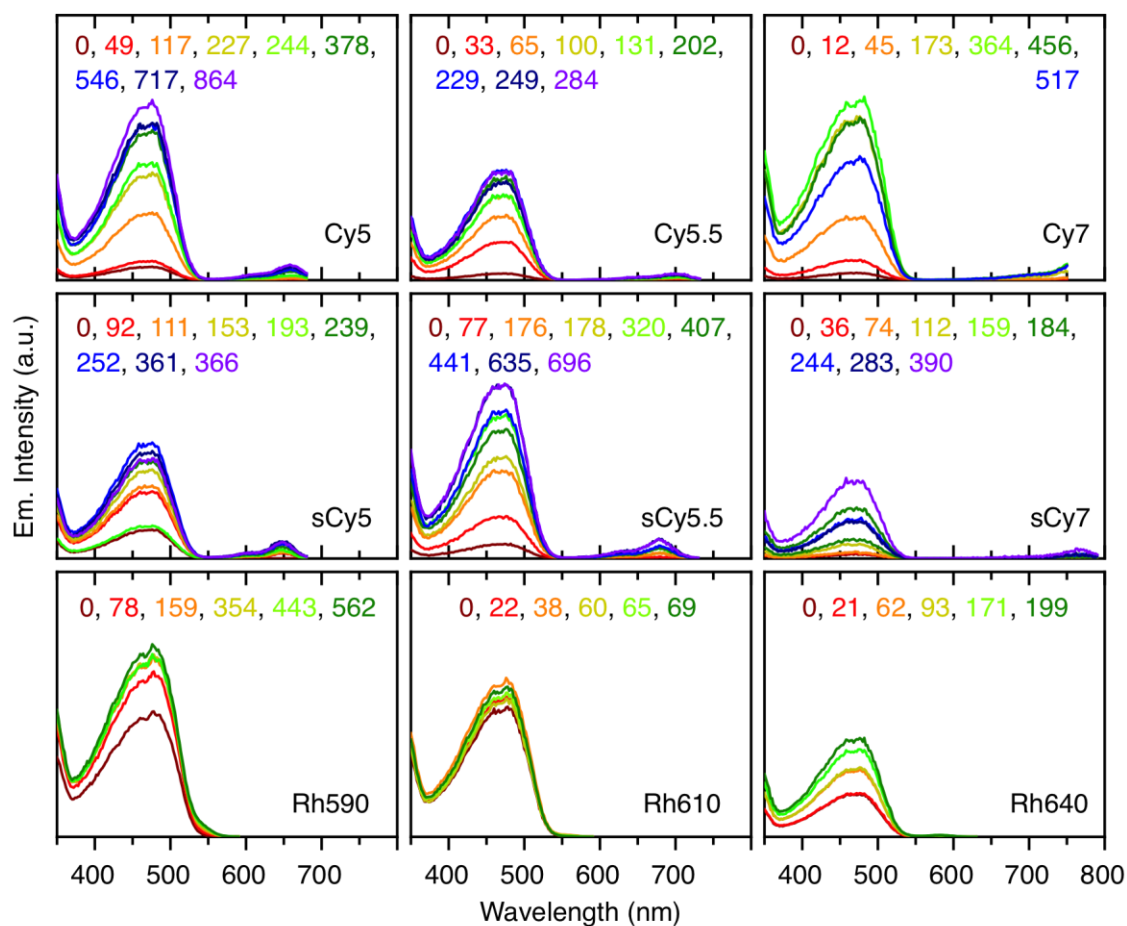 0, 49, 117, 227, 244, 378,
546, 717, 864
Cy5
0, 33, 65, 100, 131, 202,
229, 249, 284
Cy5.5
0, 12, 45, 173, 364, 456,
517
Cy7
0, 92, 111, 153, 193, 239,
252, 361, 366
sCy5
0, 77, 176, 178, 320, 407,
441, 635, 696
sCy5.5
0, 36, 74, 112, 159, 184,
244, 283, 390
sCy7
0, 78, 159, 354, 443, 562
Rh590
0, 22, 38, 60, 65, 69
Rh610
0, 21, 62, 93, 171, 199
Rh640
Em. Intensity (a.u.)
400 500 600 700 400 500 600 700 400 500 600 700 800
Wavelength (nm)